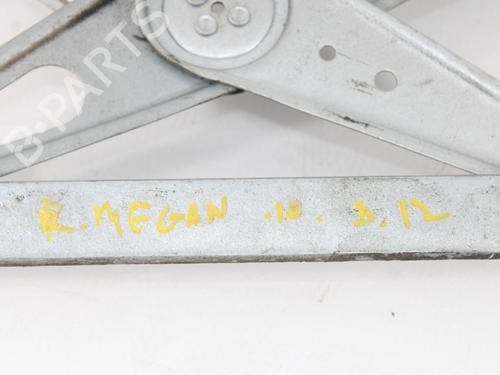 B-PARTS
R. MEGAN .10. D.12